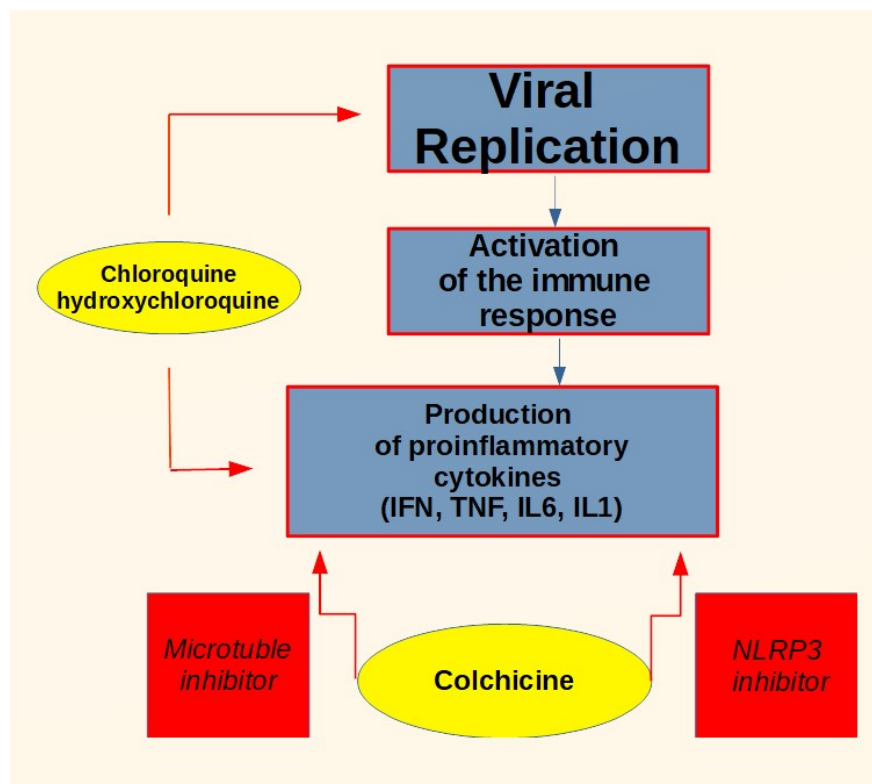 Viral
Replication
Activation
of the immune
response
Chloroquine
hydroxychloroquine
Production
of proinflammatory
cytokines
(IFN, TNF, IL6, IL1)
Microtuble
inhibitor
Colchicine
NLRP3
inhibitor